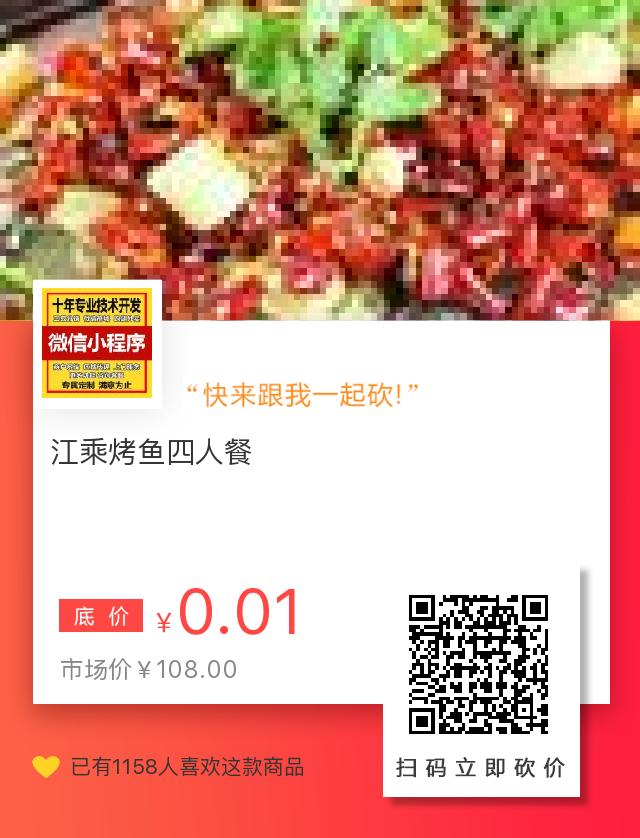 十年专业技术开发
微信小程序
专属定制 满意为止
“快来跟我一起砍!”
江乘烤鱼四人餐
底价 ¥0.01
市场价¥108.00
已有1158人喜欢这款商品
扫码立即砍价